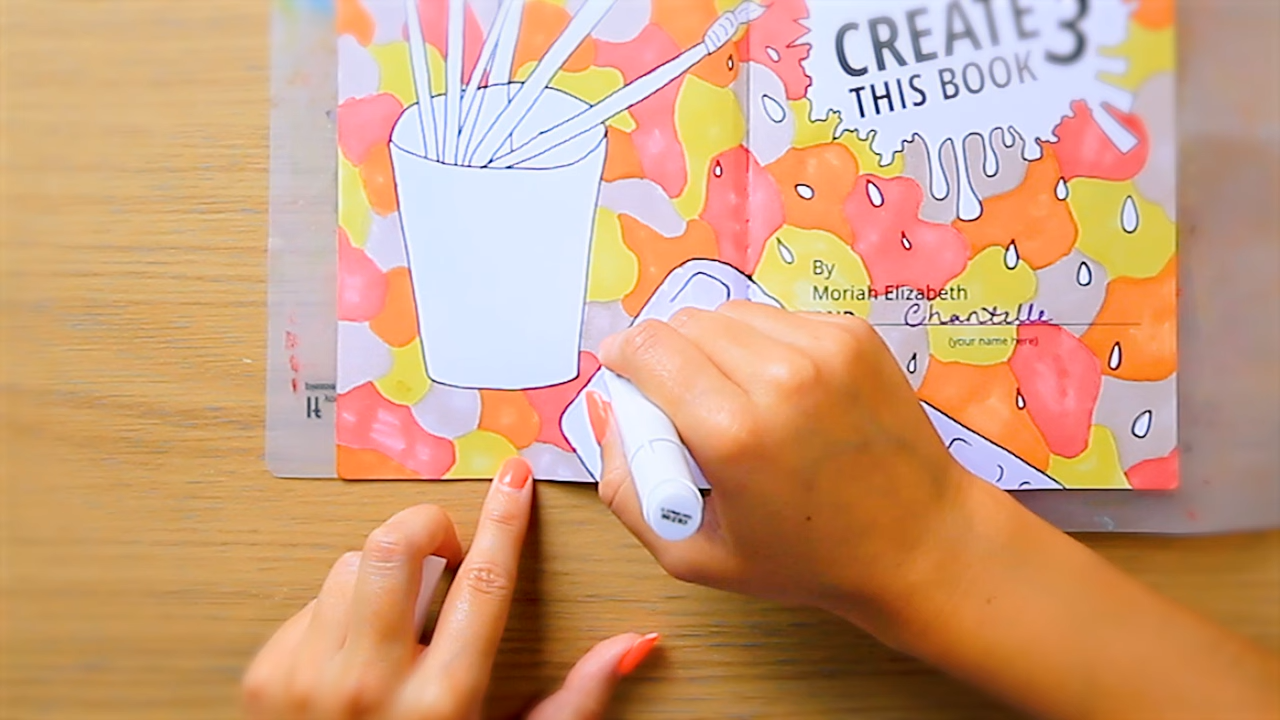 CREATE 3
THIS BOOK
By
Moriah Elizabeth
Chantelle
(your name here)